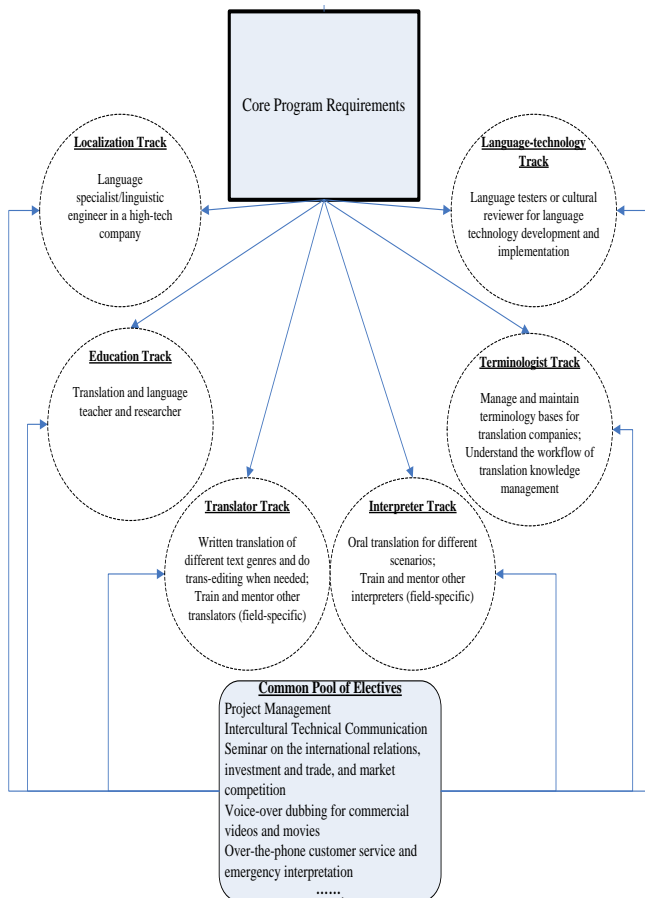 Core Program Requirements
Localization Track
Language
specialist/linguistic
engineer in a high-tech
company
Language-technology
Track
Language testers or cultural
reviewer for language
technology development and
implementation
Education Track
Translation and language
teacher and researcher
Terminologist Track
Manage and maintain
terminology bases for
translation companies;
Understand the workflow of
translation knowledge
management
Translator Track
Written translation of
different text genres and do
trans-editing when needed;
Train and mentor other
translators (field-specific)
Interpreter Track
Oral translation for different
scenarios;
Train and mentor other
interpreters (field-specific)
Common Pool of Electives
Project Management
Intercultural Technical Communication
Seminar on the international relations,
investment and trade, and market
competition
Voice-over dubbing for commercial
videos and movies
Over-the-phone customer service and
emergency interpretation
……